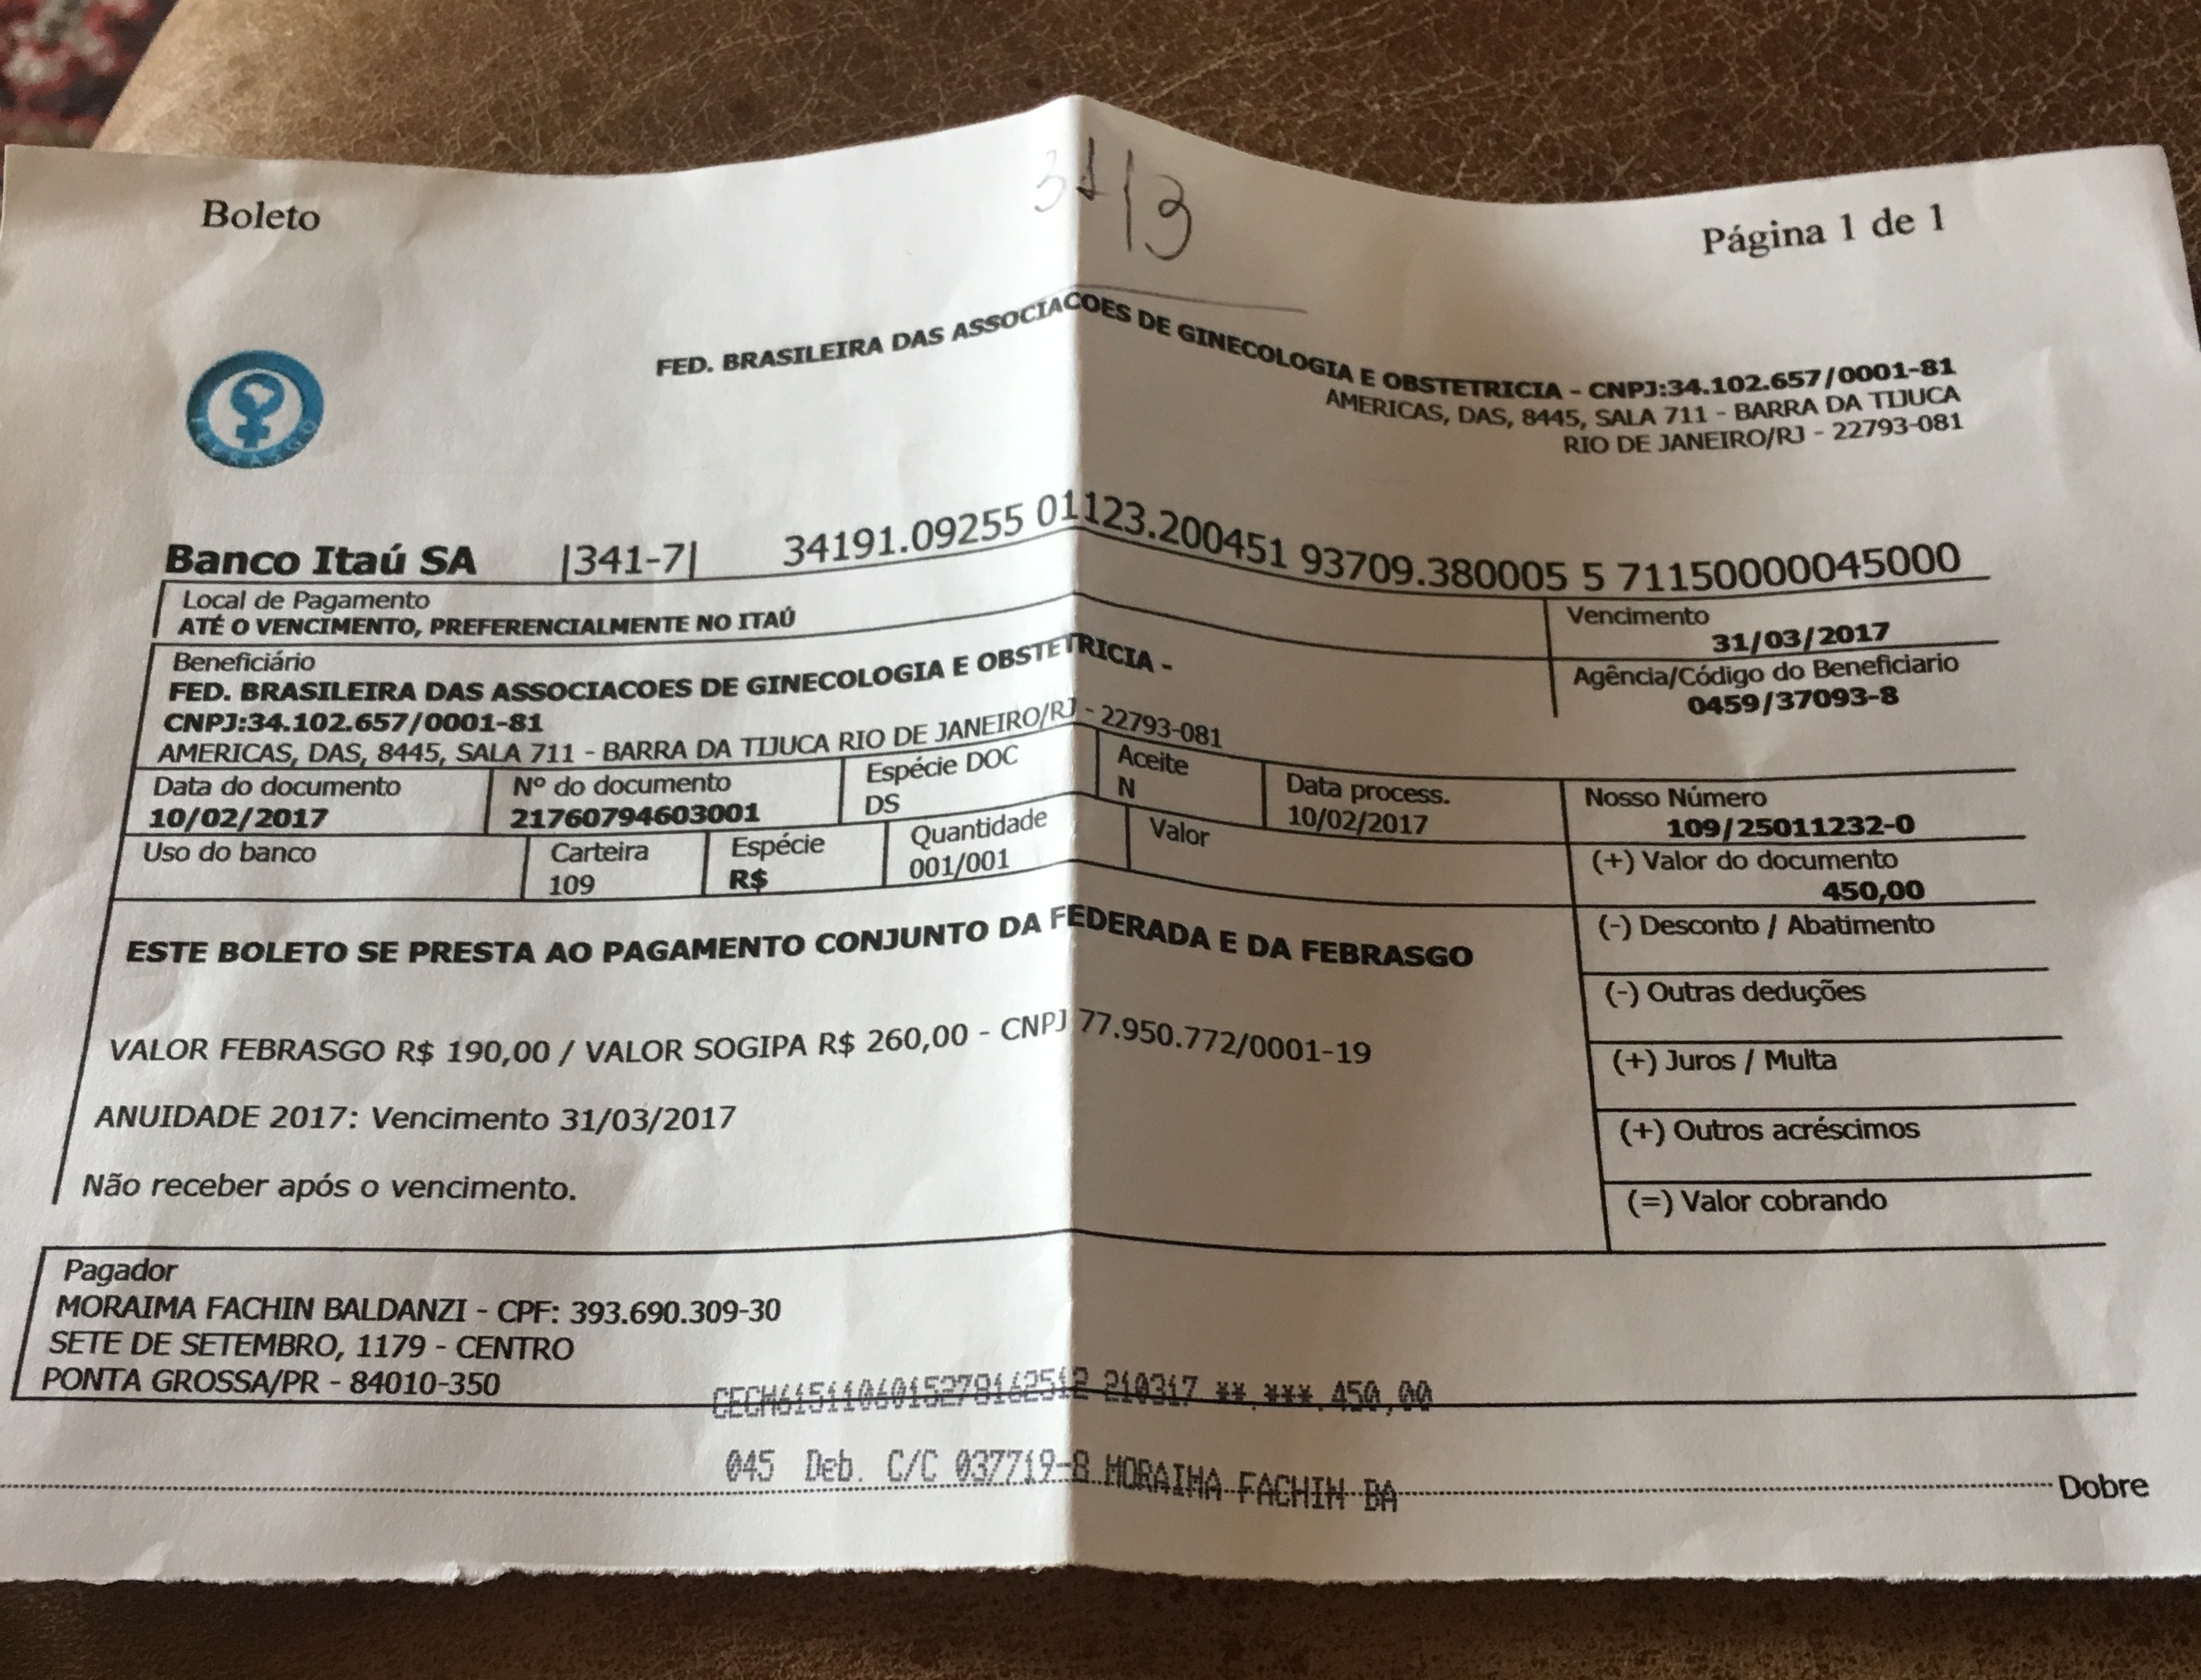 Boleto
31/3
Página 1 de 1
FEBRASGO
FED. BRASILEIRA DAS ASSOCIACOES DE GINECOLOGIA E OBSTETRICIA - CNPJ:34.102.657/0001-81
AMERICAS, DAS, 8445, SALA 711 - BARRA DA TIJUCA
RIO DE JANEIRO/RJ - 22793-081
Banco Itaú SA |341-7| 34191.09255 01123.200451 93709.380005 5 71150000045000
Local de Pagamento
ATÉ O VENCIMENTO, PREFERENCIALMENTE NO ITAÚ
Vencimento
31/03/2017
Beneficiário
FED. BRASILEIRA DAS ASSOCIACOES DE GINECOLOGIA E OBSTETRICIA -
CNPJ:34.102.657/0001-81
AMERICAS, DAS, 8445, SALA 711 - BARRA DA TIJUCA RIO DE JANEIRO/RJ - 22793-081
Agência/Código do Beneficiario
0459/37093-8
Data do documento
10/02/2017
Nº do documento
21760794603001
Espécie DOC
DS
Aceite
N
Data process.
10/02/2017
Nosso Número
109/25011232-0
Uso do banco
Carteira
109
Espécie
R$
Quantidade
001/001
Valor
(+) Valor do documento
450,00
ESTE BOLETO SE PRESTA AO PAGAMENTO CONJUNTO DA FEDERADA E DA FEBRASGO
VALOR FEBRASGO R$ 190,00 / VALOR SOGIPA R$ 260,00 - CNPJ 77.950.772/0001-19
ANUIDADE 2017: Vencimento 31/03/2017
Não receber após o vencimento.
(-) Desconto / Abatimento
(-) Outras deduções
(+) Juros / Multa
(+) Outros acréscimos
(=) Valor cobrando
Pagador
MORAIMA FACHIN BALDANZI - CPF: 393.690.309-30
SETE DE SETEMBRO, 1179 - CENTRO
PONTA GROSSA/PR - 84010-350
CECH6151106015278162512 210317 **.***.450,00
045 Deb. C/C 037719-8 MORAIMA FACHIN BA
Dobre